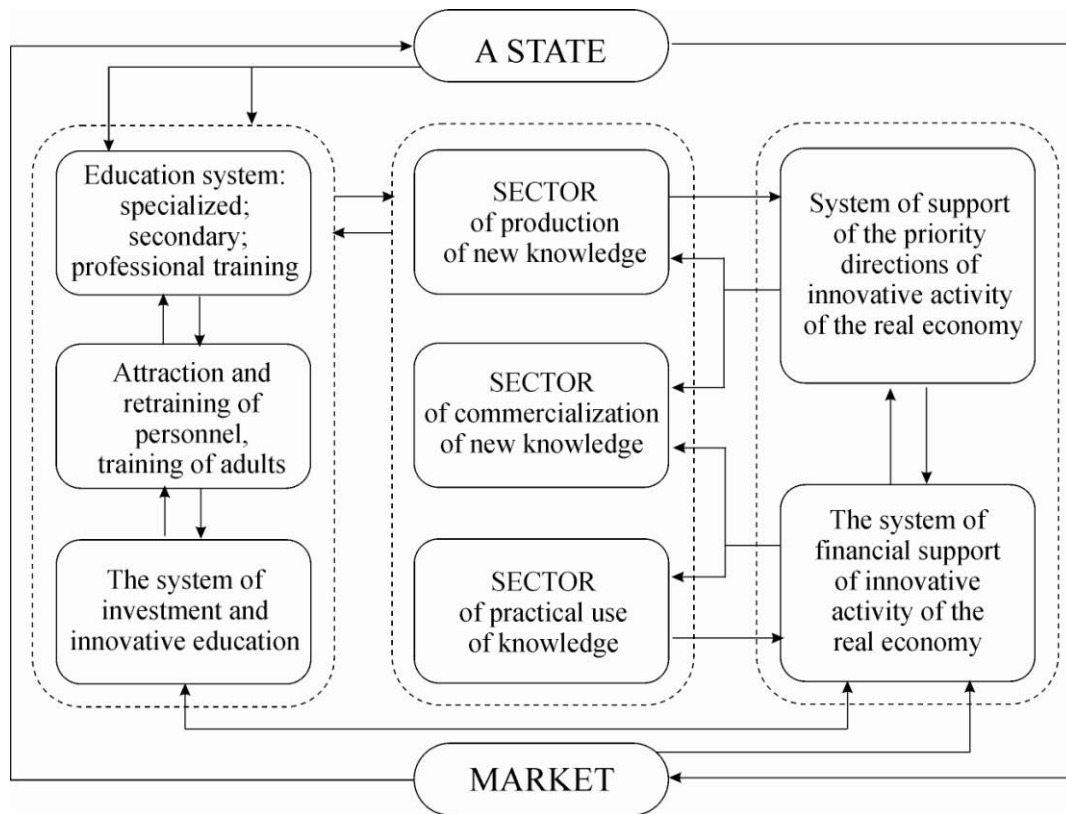 A STATE
Education system:
specialized;
secondary;
professional training
Attraction and
retraining of
personnel,
training of adults
The system of
investment and
innovative education
SECTOR
of production
of new knowledge
SECTOR
of commercialization
of new knowledge
SECTOR
of practical use
of knowledge
System of support
of the priority
directions of
innovative activity
of the real economy
The system of
financial support
of innovative
activity of the
real economy
MARKET